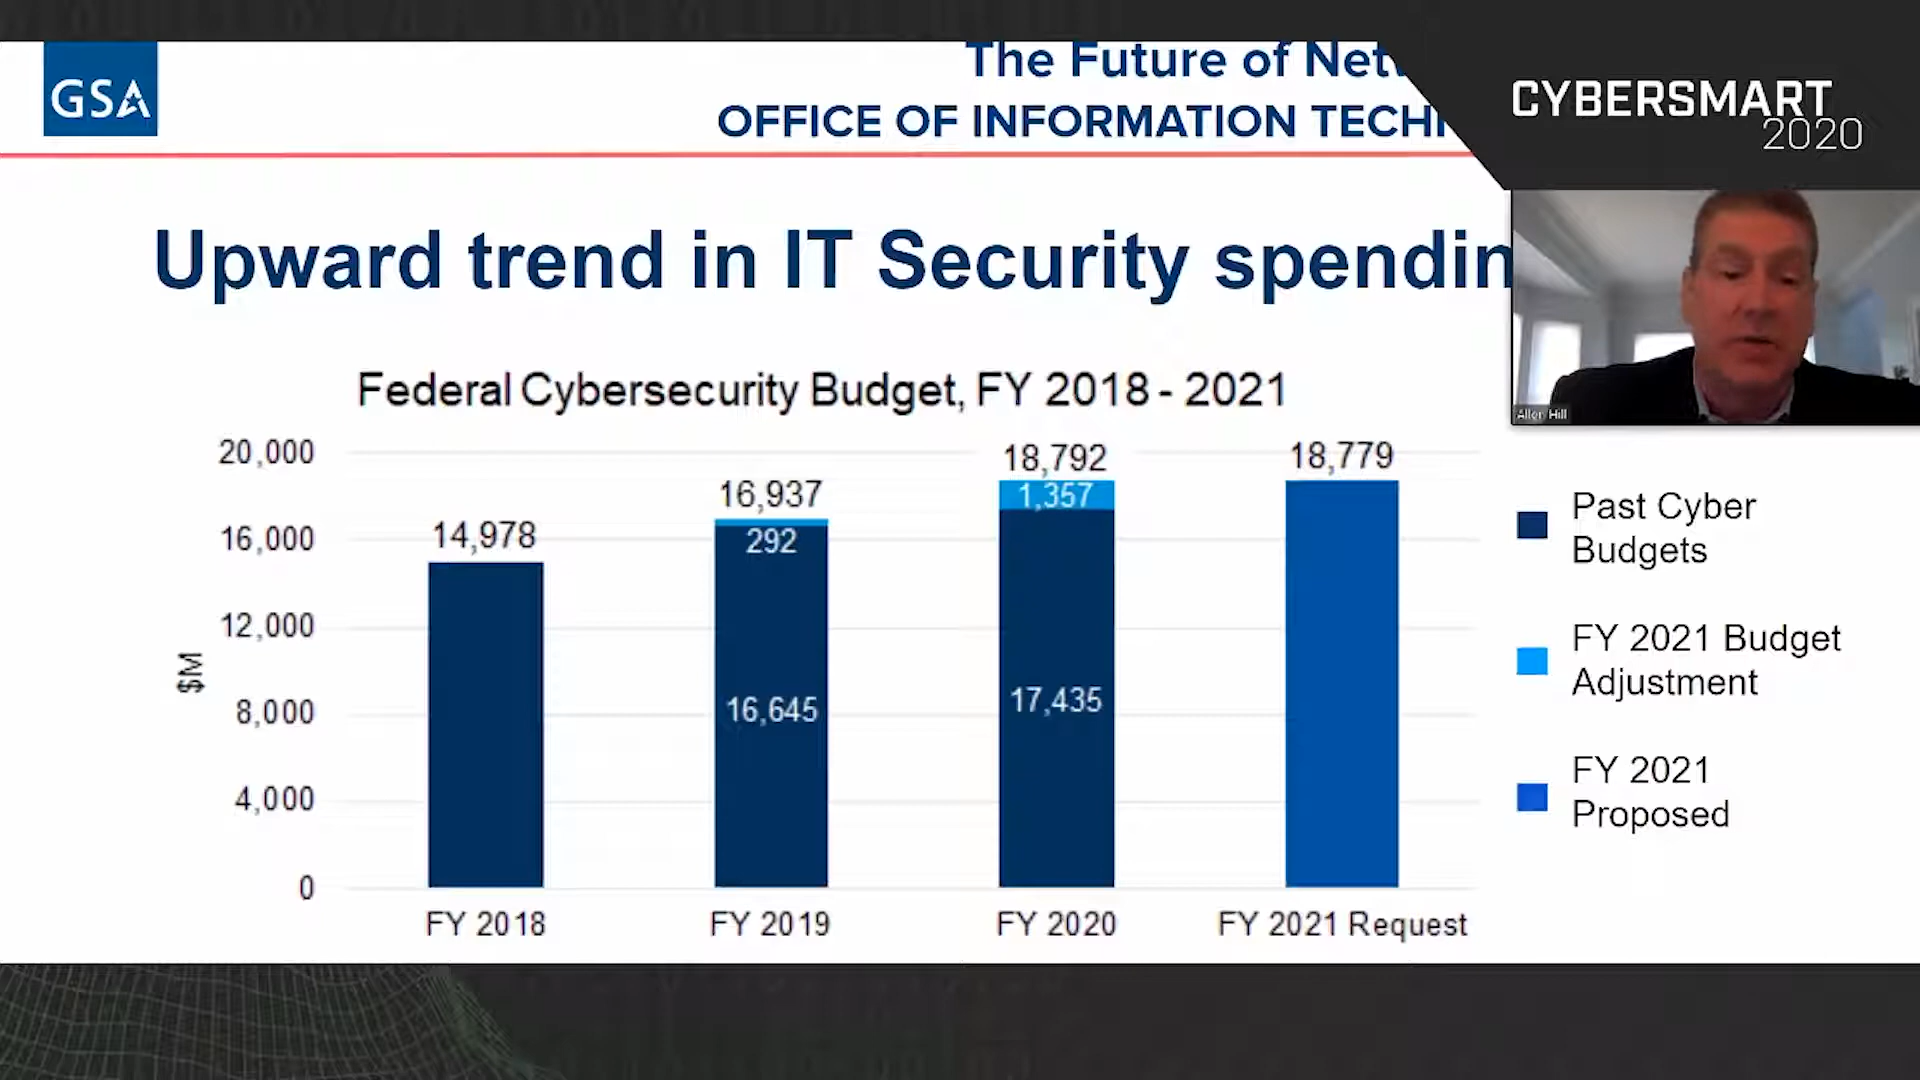 GSA
The Future of Net
OFFICE OF INFORMATION TECH
CYBERSMART
2020
Upward trend in IT Security spendin
Allen Hill
Federal Cybersecurity Budget, FY 2018 - 2021
20,000
16,000
12,000
8,000
4,000
0
$M
14,978
16,937
292
16,645
18,792
1,357
17,435
18,779
FY 2018
FY 2019
FY 2020
FY 2021 Request
Past Cyber
Budgets
FY 2021 Budget
Adjustment
FY 2021
Proposed